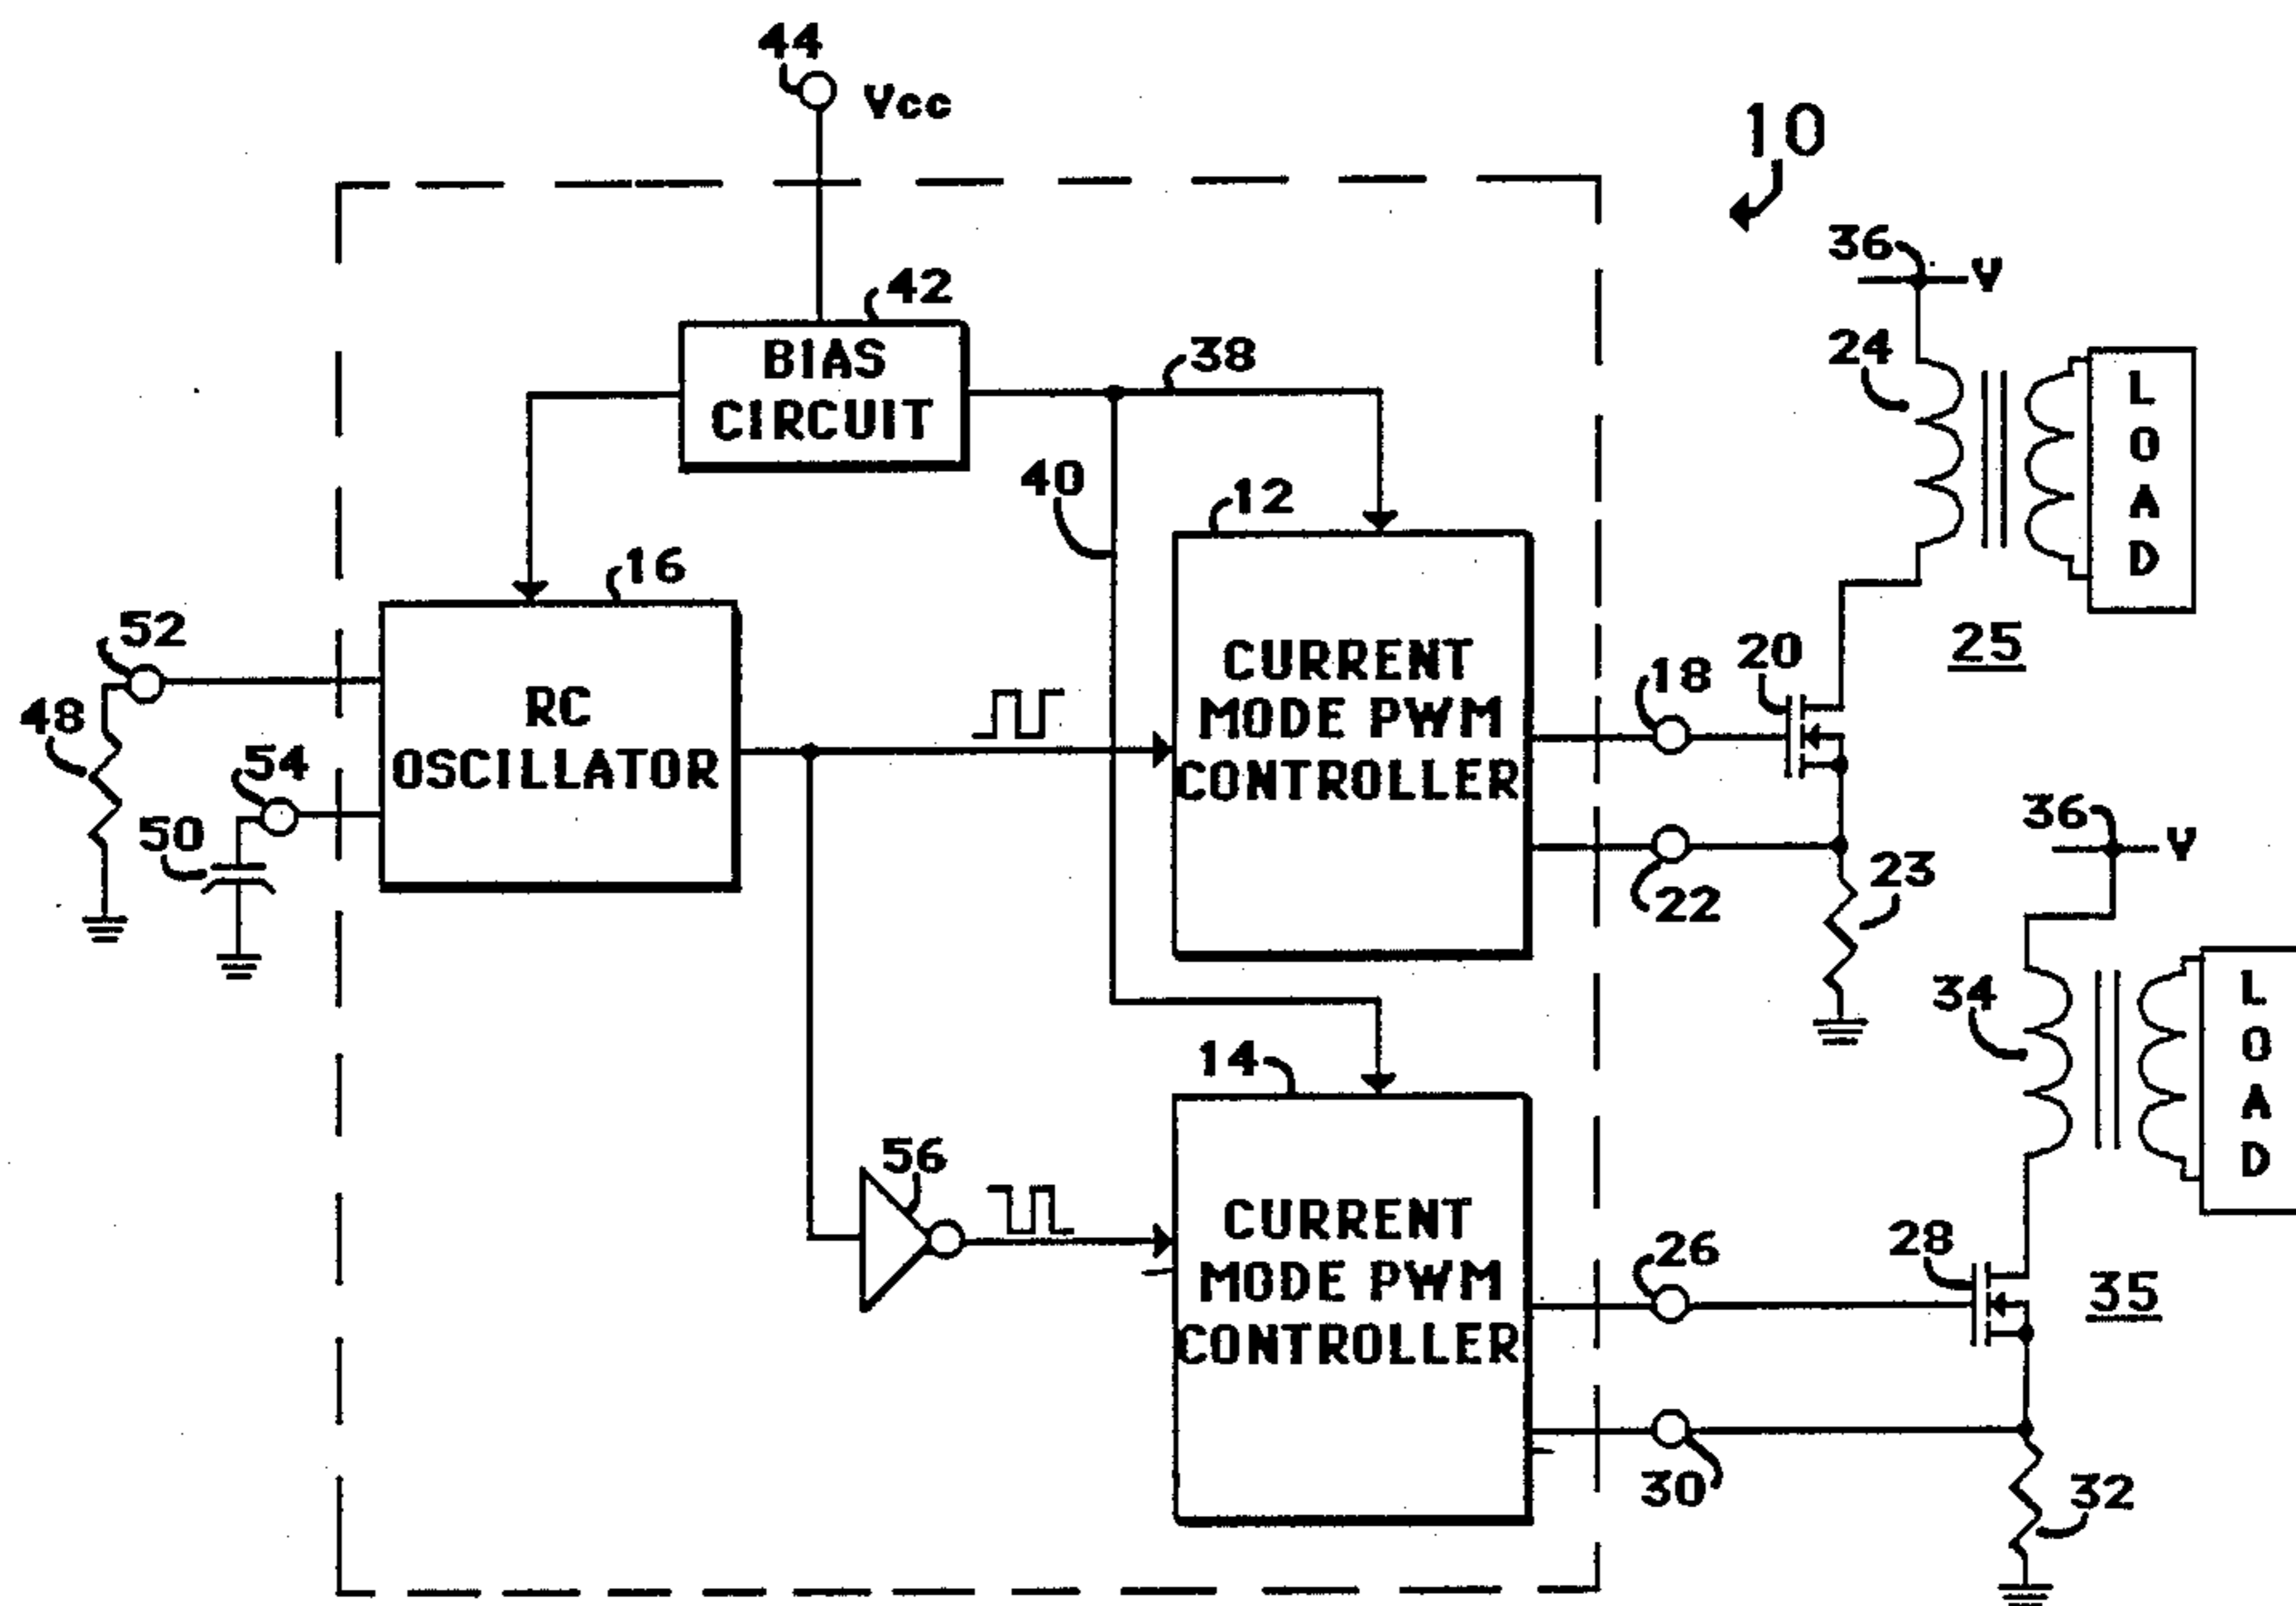 44
Vcc
10
36
V
42
BIAS
CIRCUIT
38
24
L
O
A
D
40
12
16
52
CURRENT
MODE PWM
CONTROLLER
18
20
25
48
RC
OSCILLATOR
54
50
36
V
22
23
34
L
O
A
D
14
56
CURRENT
MODE PWM
CONTROLLER
26
28
35
30
32